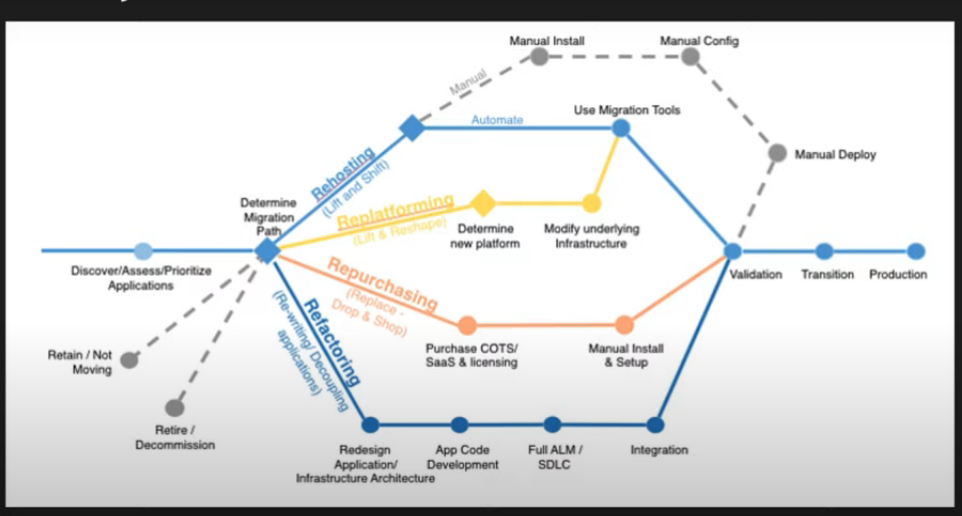 Manual Install
Manual Config
Manual
Use Migration Tools
Automate
Manual Deploy
Rehosting
(Lift and Shift)
Determine
Migration
Path
Replatforming
(Lift & Reshape)
Determine
new platform
Modify underlying
Infrastructure
Discover/Assess/Prioritize
Applications
Validation
Transition
Production
Repurchasing
(Replace -
Drop & Shop)
Refactoring
(Re-writing/ Decoupling
applications)
Purchase COTS/
SaaS & licensing
Manual Install
& Setup
Retain / Not
Moving
Retire /
Decommission
Redesign
Application/
Infrastructure Architecture
App Code
Development
Full ALM /
SDLC
Integration